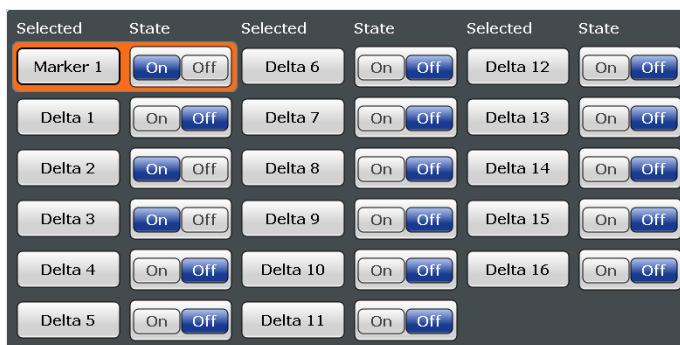 Selected State Selected State Selected State
Marker 1 On Off Delta 6 On Off Delta 12 On Off
Delta 1 On Off Delta 7 On Off Delta 13 On Off
Delta 2 On Off Delta 8 On Off Delta 14 On Off
Delta 3 On Off Delta 9 On Off Delta 15 On Off
Delta 4 On Off Delta 10 On Off Delta 16 On Off
Delta 5 On Off Delta 11 On Off